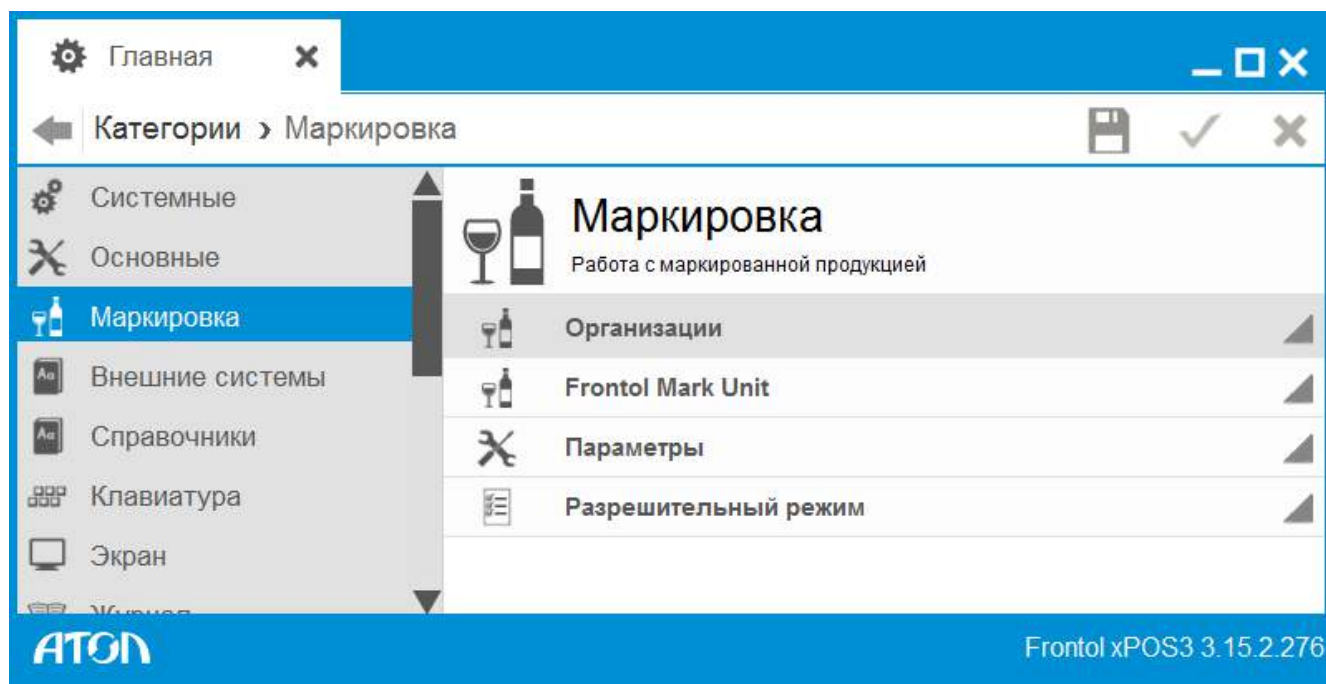 Главная
Категории › Маркировка
Системные
Основные
Маркировка
Внешние системы
Справочники
Клавиатура
Экран
Маркировка
Работа с маркированной продукцией
Организации
Frontol Mark Unit
Параметры
Разрешительный режим
АТОЛ
Frontol xPOS3 3.15.2.276